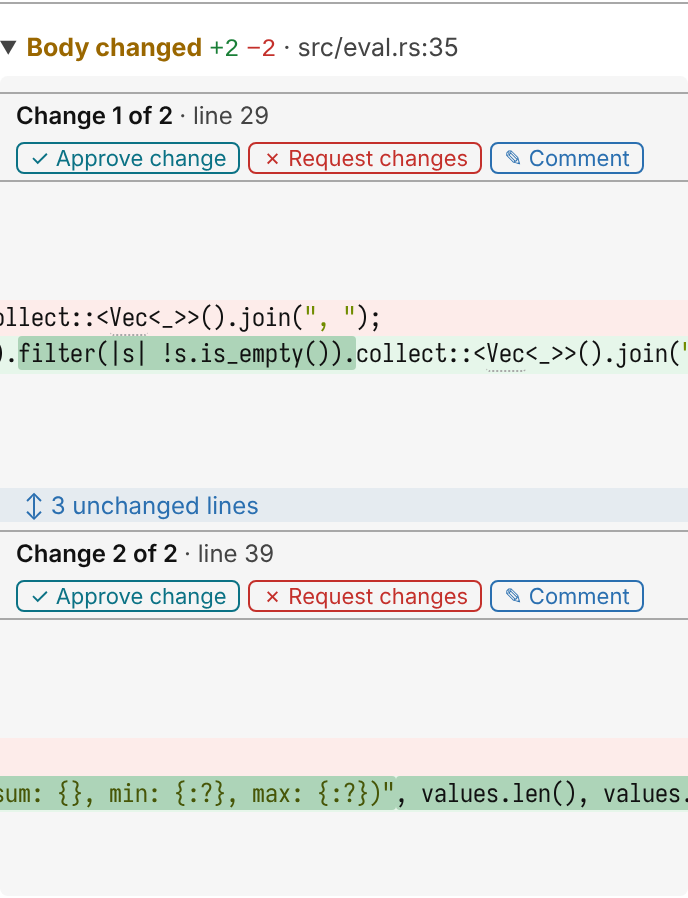 ▼ Body changed +2 −2 · src/eval.rs:35
Change 1 of 2 · line 29
✓ Approve change × Request changes ✎ Comment
ollect::<Vec<_>>().join(", ");
).filter(|s| !s.is_empty()).collect::<Vec<_>>().join("
↕ 3 unchanged lines
Change 2 of 2 · line 39
✓ Approve change × Request changes ✎ Comment
sum: {}, min: {:?}, max: {:?})", values.len(), values.